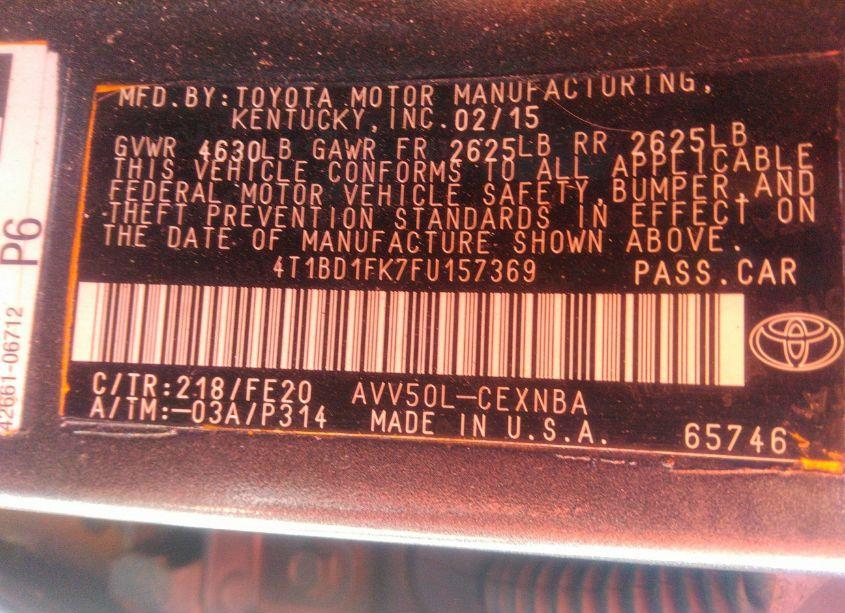 MFD.BY:TOYOTA MOTOR MANUFACTURING,
KENTUCKY,INC.02/15
GVWR 4630LB GAWR FR 2625LB RR 2625LB
THIS VEHICLE CONFORMS TO ALL APPLICABLE
FEDERAL MOTOR VEHICLE SAFETY,BUMPER,AND
THEFT PREVENTION STANDARDS IN EFFECT ON
THE DATE OF MANUFACTURE SHOWN ABOVE.
4T1BD1FK7FU157369 PASS.CAR
C/TR:218/FE20 AVV50L-CEXNBA
A/TM:-03A/P314 MADE IN U.S.A. 65746
P6
42661-06712